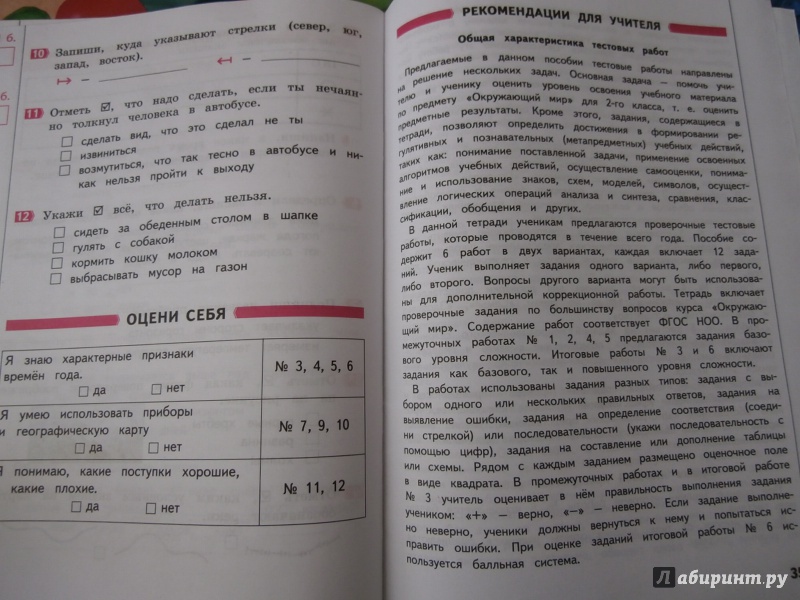 б.
10 Запиши, куда указывают стрелки (север, юг,
запад, восток).
↦ – ↤ –
б.
11 Отметь ☑, что надо сделать, если ты нечаян-
но толкнул человека в автобусе.
☐ сделать вид, что это сделал не ты
☐ извиниться
☐ возмутиться, что так тесно в автобусе и ни-
как нельзя пройти к выходу
12 Укажи ☑ всё, что делать нельзя.
☐ сидеть за обеденным столом в шапке
☐ гулять с собакой
☐ кормить кошку молоком
☐ выбрасывать мусор на газон
ОЦЕНИ СЕБЯ
Я знаю характерные признаки
времён года.
☐ да ☐ нет
№ 3, 4, 5, 6
Я умею использовать приборы
и географическую карту
☐ да ☐ нет
№ 7, 9, 10
Я понимаю, какие поступки хорошие,
какие плохие.
☐ да ☐ нет
№ 11, 12
РЕКОМЕНДАЦИИ ДЛЯ УЧИТЕЛЯ
Общая характеристика тестовых работ
Предлагаемые в данном пособии тестовые работы направлены
на решение нескольких задач. Основная задача — помочь учи-
телю и ученику оценить уровень освоения учебного материала
по предмету «Окружающий мир» для 2-го класса, т. е. оценить
предметные результаты. Кроме этого, задания, содержащиеся в
тетради, позволяют определить достижения в формировании ре-
гулятивных и познавательных (метапредметных) учебных действий,
таких как: понимание поставленной задачи, применение освоенных
алгоритмов учебных действий, осуществление самооценки, понима-
ние и использование знаков, схем, моделей, символов, осущест-
вление логических операций анализа и синтеза, сравнения, клас-
сификации, обобщения и других.
В данной тетради ученикам предлагаются проверочные тестовые
работы, которые проводятся в течение всего года. Пособие со-
держит 6 работ в двух вариантах, каждая включает 12 зада-
ний. Ученик выполняет задания одного варианта, либо первого,
либо второго. Вопросы другого варианта могут быть использова-
ны для дополнительной коррекционной работы. Тетрадь включает
проверочные задания по большинству вопросов курса «Окружаю-
щий мир». Содержание работ соответствует ФГОС НОО. В про-
межуточных работах № 1, 2, 4, 5 предлагаются задания базо-
вого уровня сложности. Итоговые работы № 3 и 6 включают
задания как базового, так и повышенного уровня сложности.
В работах использованы задания разных типов: задания с вы-
бором одного или нескольких правильных ответов, задания на
выявление ошибки, задания на определение соответствия (соеди-
ни стрелкой) или последовательности (укажи последовательность с
помощью цифр), задания на составление или дополнение таблицы
или схемы. Рядом с каждым заданием размещено оценочное поле
в виде квадрата. В промежуточных работах и в итоговой работе
№ 3 учитель оценивает в нём правильность выполнения задания
учеником: «+» — верно, «−» — неверно. Если задание выполне-
но неверно, ученики должны вернуться к нему и попытаться ис-
править ошибки. При оценке заданий итоговой работы № 6 ис-
пользуется балльная система.
Лабиринт.ру